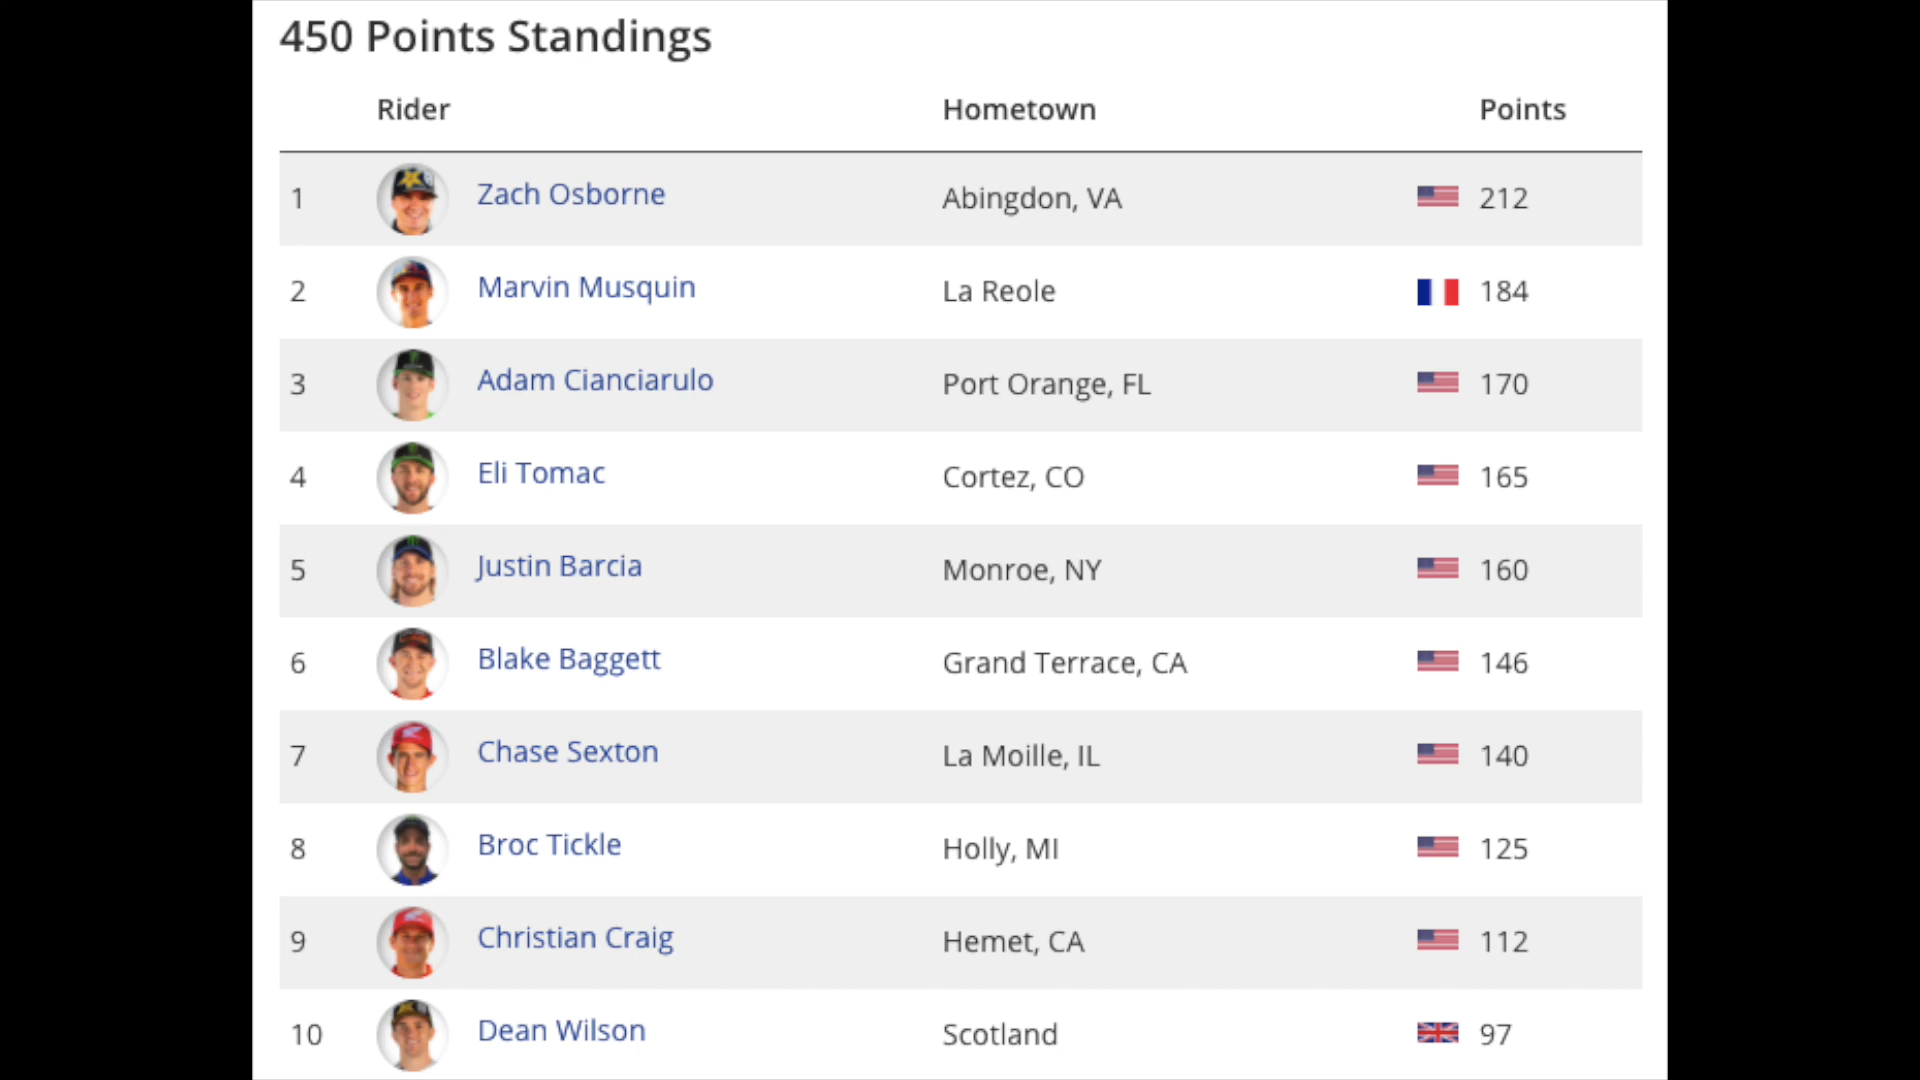 450 Points Standings
Rider Hometown Points
1 Zach Osborne Abingdon, VA 212
2 Marvin Musquin La Reole 184
3 Adam Cianciarulo Port Orange, FL 170
4 Eli Tomac Cortez, CO 165
5 Justin Barcia Monroe, NY 160
6 Blake Baggett Grand Terrace, CA 146
7 Chase Sexton La Moille, IL 140
8 Broc Tickle Holly, MI 125
9 Christian Craig Hemet, CA 112
10 Dean Wilson Scotland 97